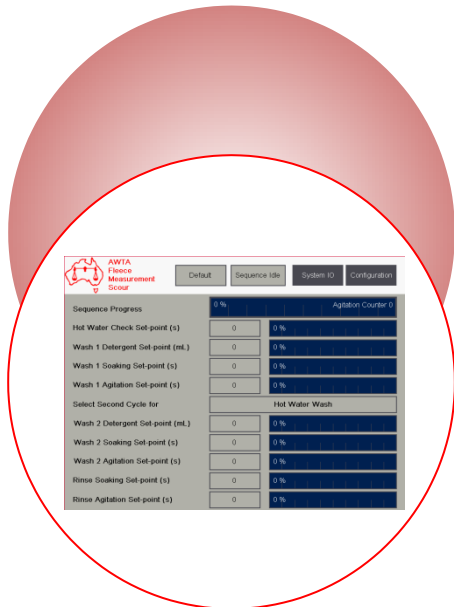 AWTA
Fleece
Measurement
Scour
Default
Sequence Idle
System IO
Configuration
Sequence Progress
0 %
Agitation Counter 0
Hot Water Check Set-point (s)
0
0 %
Wash 1 Detergent Set-point (mL)
0
0 %
Wash 1 Soaking Set-point (s)
0
0 %
Wash 1 Agitation Set-point (s)
0
0 %
Select Second Cycle for
Hot Water Wash
Wash 2 Detergent Set-point (mL)
0
0 %
Wash 2 Soaking Set-point (s)
0
0 %
Wash 2 Agitation Set-point (s)
0
0 %
Rinse Soaking Set-point (s)
0
0 %
Rinse Agitation Set-point (s)
0
0 %